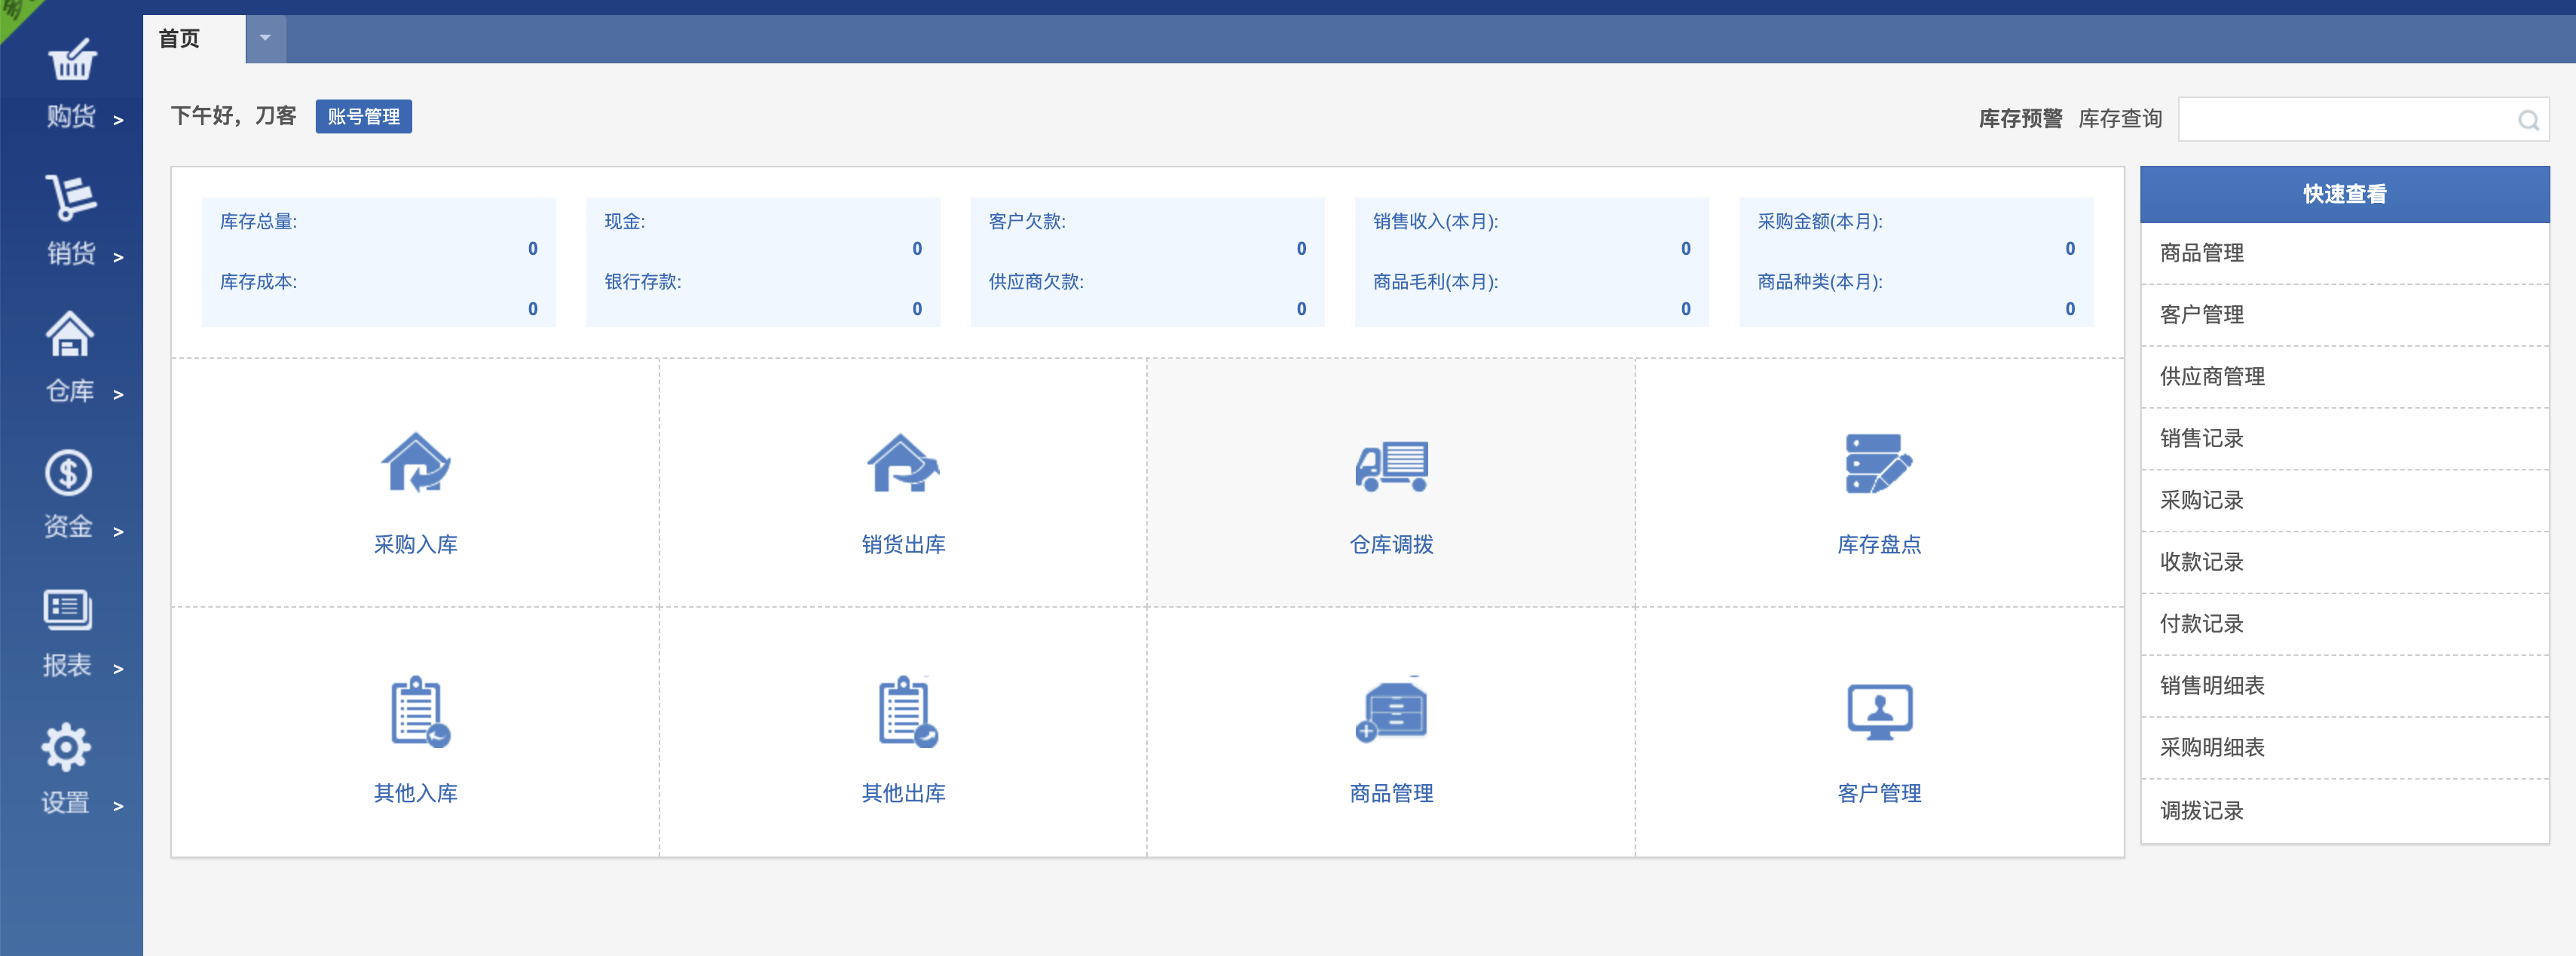 首页
下午好，刀客 账号管理
库存预警 库存查询
购货 >
销货 >
仓库 >
资金 >
报表 >
设置 >
库存总量:
0
库存成本:
0
现金:
0
银行存款:
0
客户欠款:
0
供应商欠款:
0
销售收入(本月):
0
商品毛利(本月):
0
采购金额(本月):
0
商品种类(本月):
0
采购入库
销货出库
仓库调拨
库存盘点
其他入库
其他出库
商品管理
客户管理
快速查看
商品管理
客户管理
供应商管理
销售记录
采购记录
收款记录
付款记录
销售明细表
采购明细表
调拨记录